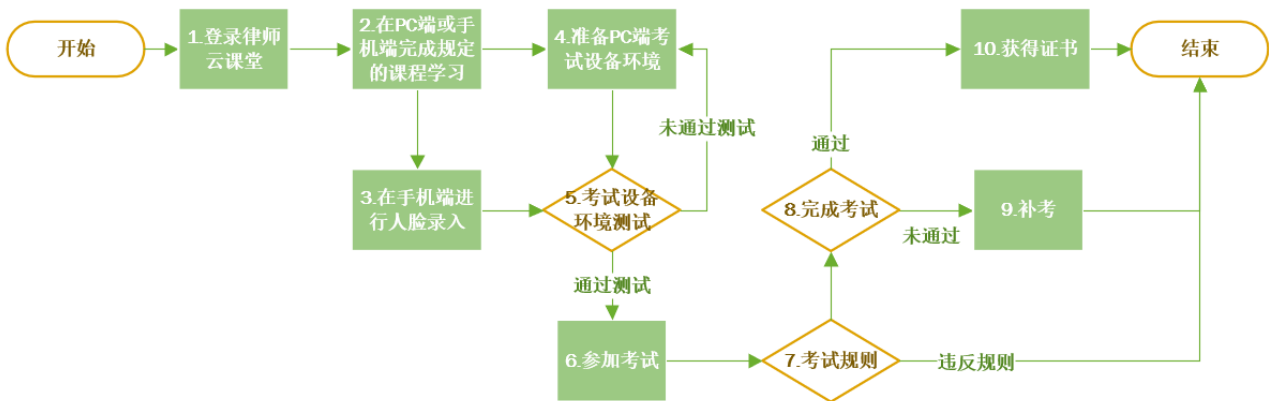 开始
1.登录律师
云课堂
2.在PC端或手
机端完成规定
的课程学习
4.准备PC端考
试设备环境
10.获得证书
结束
未通过测试
通过
3.在手机端进
行人脸录入
5.考试设备
环境测试
8.完成考试
9.补考
未通过
通过测试
6.参加考试
7.考试规则
违反规则